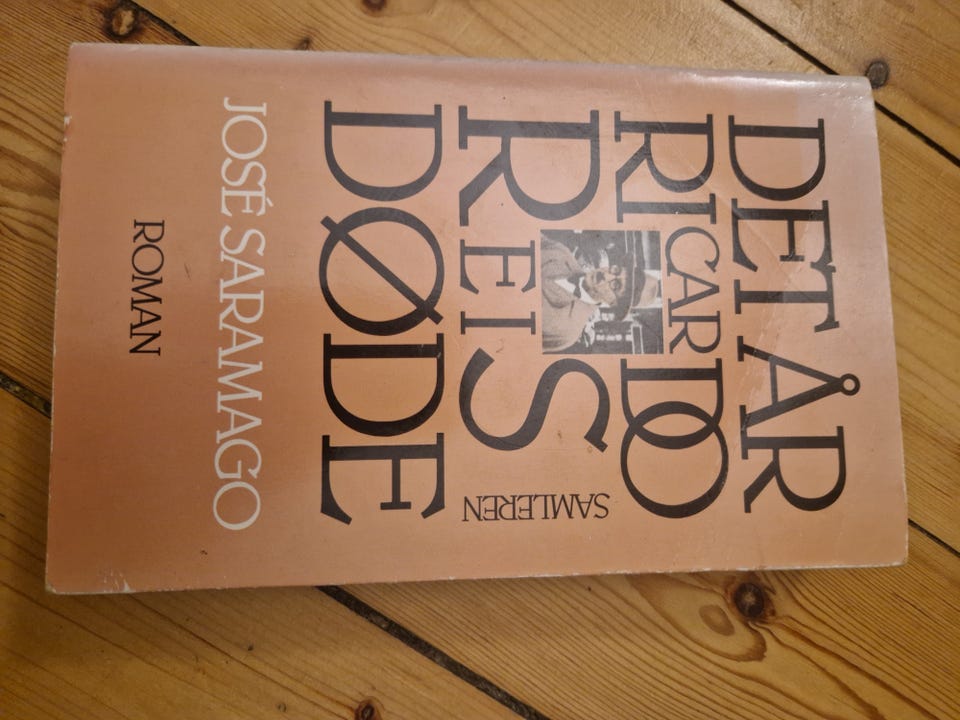 DET ÅR
RICARDO
REIS
SAMLEREN
DØDE
JOSÉ SARAMAGO
ROMAN